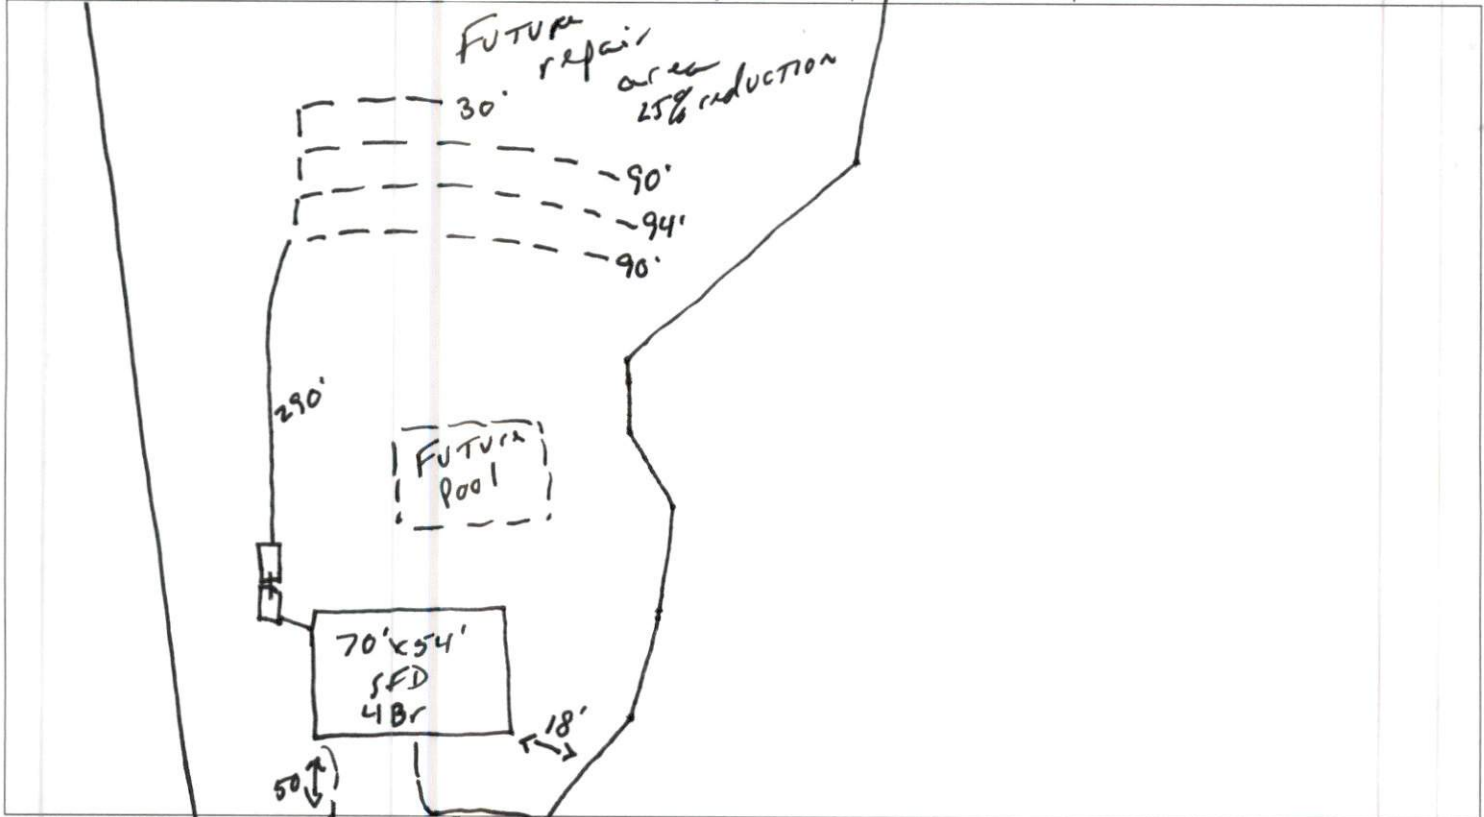 Future
repair
area
25% reduction
30'
90'
94'
90'
290'
Future
Pool
70'x54'
SFD
4Br
18'
50